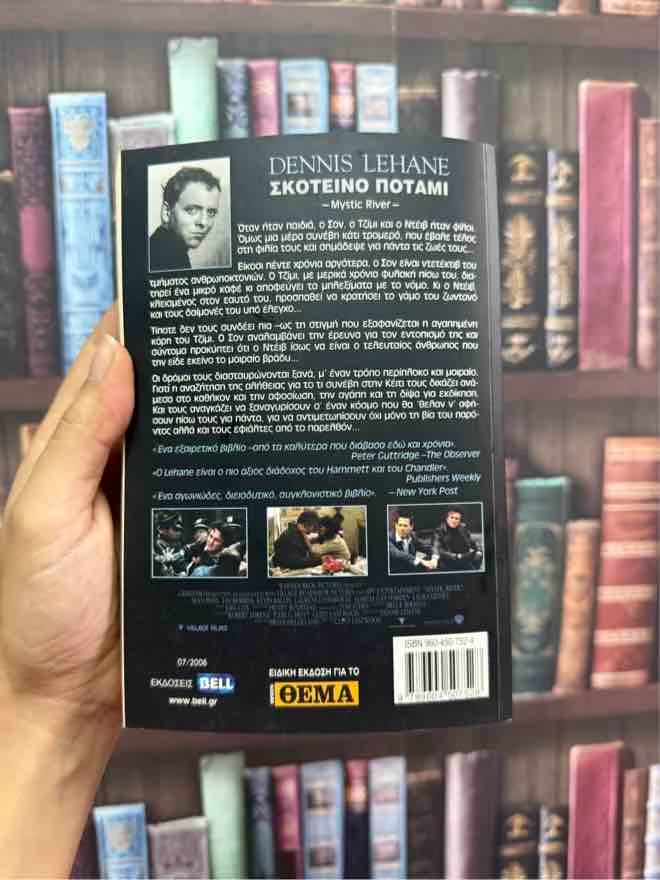 DENNIS LEHANE
ΣΚΟΤΕΙΝΟ ΠΟΤΑΜΙ
– Mystic River –
Όταν ήταν παιδιά, ο Σον, ο Τζίμι και ο Ντέιβ ήταν φίλοι.
Όμως μια μέρα συνέβη κάτι τρομερό, που έβαλε τέλος
στη φιλία τους και σημάδεψε για πάντα τις ζωές τους...
Είκοσι πέντε χρόνια αργότερα, ο Σον είναι ντετέκτιβ του
τμήματος ανθρωποκτονιών. Ο Τζίμι, με μερικά χρόνια φυλακή πίσω του, δια-
τηρεί ένα μικρό καφέ κι αποφεύγει τα μπλεξίματα με το νόμο. Κι ο Ντέιβ,
κλεισμένος στον εαυτό του, προσπαθεί να κρατήσει το γάμο του ζωντανό
και τους δαίμονές του υπό έλεγχο...
Τίποτε δεν τους συνδέει πια –ως τη στιγμή που εξαφανίζεται η αγαπημένη
κόρη του Τζίμι. Ο Σον αναλαμβάνει την έρευνα για τον εντοπισμό της και
σύντομα προκύπτει ότι ο Ντέιβ ίσως να είναι ο τελευταίος άνθρωπος που
την είδε εκείνο το μοιραίο βράδυ...
Οι δρόμοι τους διασταυρώνονται ξανά, μ' έναν τρόπο περίπλοκο και μοιραίο.
Γιατί η αναζήτηση της αλήθειας για το τι συνέβη στην Κέιτι τους διχάζει ανά-
μεσα στο καθήκον και την αφοσίωση, την αγάπη και τη δίψα για εκδίκηση.
Και τους αναγκάζει να ξαναγυρίσουν σ' έναν κόσμο που θα 'θελαν ν' αφή-
σουν πίσω τους για πάντα, για να αντιμετωπίσουν όχι μόνο τη βία του παρό-
ντος αλλά και τους εφιάλτες από το παρελθόν...
«Ένα εξαιρετικό βιβλίο –από τα καλύτερα που διάβασα εδώ και χρόνια».
Peter Guttridge –The Observer
«Ο Lehane είναι ο πιο άξιος διάδοχος του Hammett και του Chandler».
Publishers Weekly
«Ένα αγωνιώδες, διεισδυτικό, συγκλονιστικό βιβλίο». – New York Post
VILLAGE FILMS
ISBN 960-450-752-4
07/2006
ΕΚΔΟΣΕΙΣ BELL
www.bell.gr
ΕΙΔΙΚΗ ΕΚΔΟΣΗ ΓΙΑ ΤΟ
ΘΕΜΑ